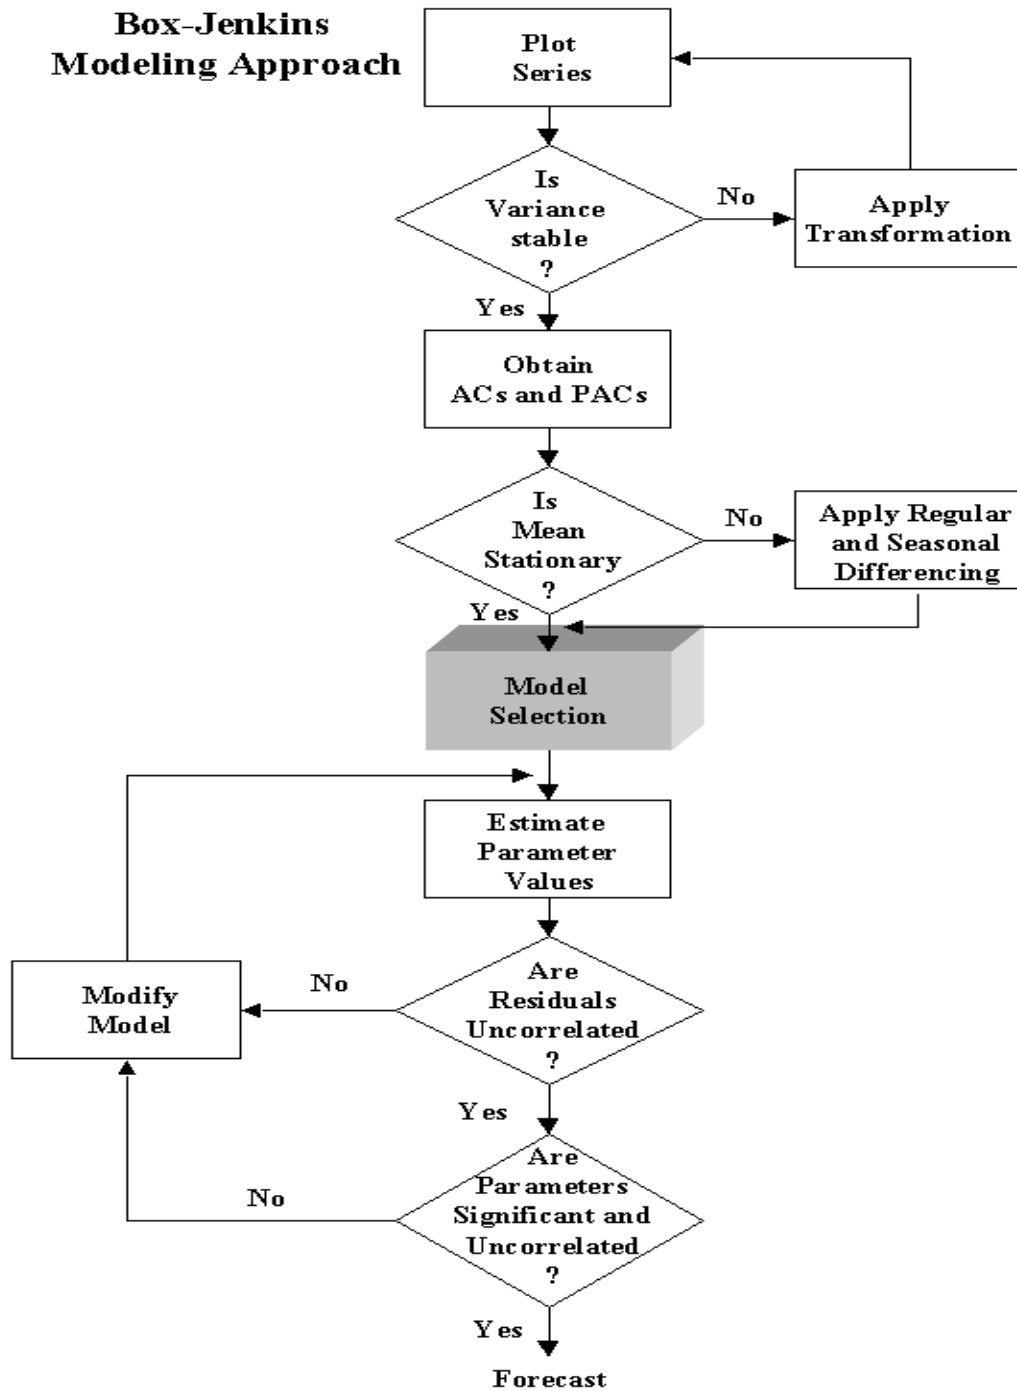 Box-Jenkins
Modeling Approach
Plot
Series
Is
Variance
stable
?
No
Apply
Transformation
Yes
Obtain
ACs and PACs
Is
Mean
Stationary
?
No
Apply Regular
and Seasonal
Differencing
Yes
Model
Selection
Estimate
Parameter
Values
Are
Residuals
Uncorrelated
?
No
Modify
Model
Yes
Are
Parameters
Significant and
Uncorrelated
?
No
Yes
Forecast